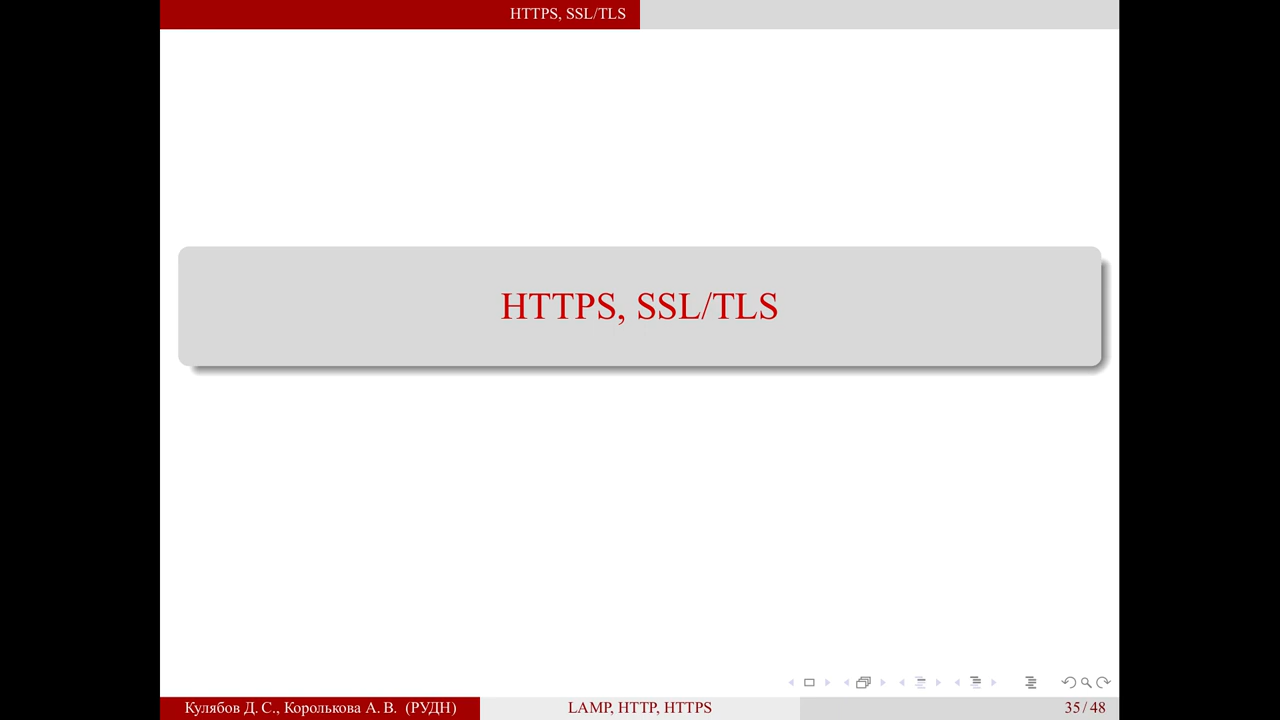 HTTPS, SSL/TLS
HTTPS, SSL/TLS
Кулябов Д. С., Королькова А. В. (РУДН)
LAMP, HTTP, HTTPS
35 / 48